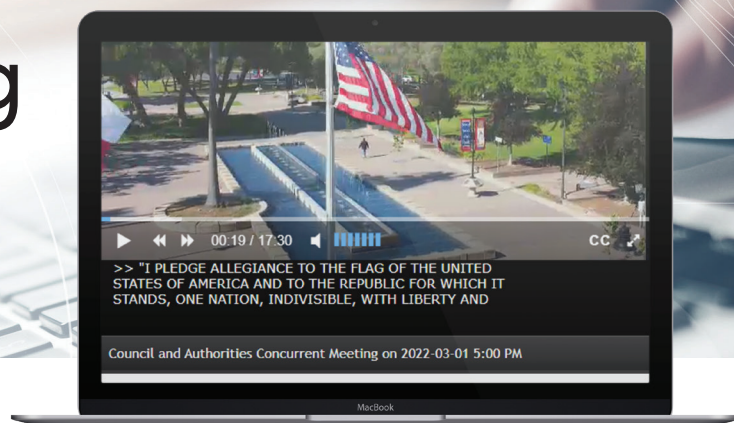 g
00:19 / 17:30
CC
>> "I PLEDGE ALLEGIANCE TO THE FLAG OF THE UNITED
STATES OF AMERICA AND TO THE REPUBLIC FOR WHICH IT
STANDS, ONE NATION, INDIVISIBLE, WITH LIBERTY AND
Council and Authorities Concurrent Meeting on 2022-03-01 5:00 PM
MacBook